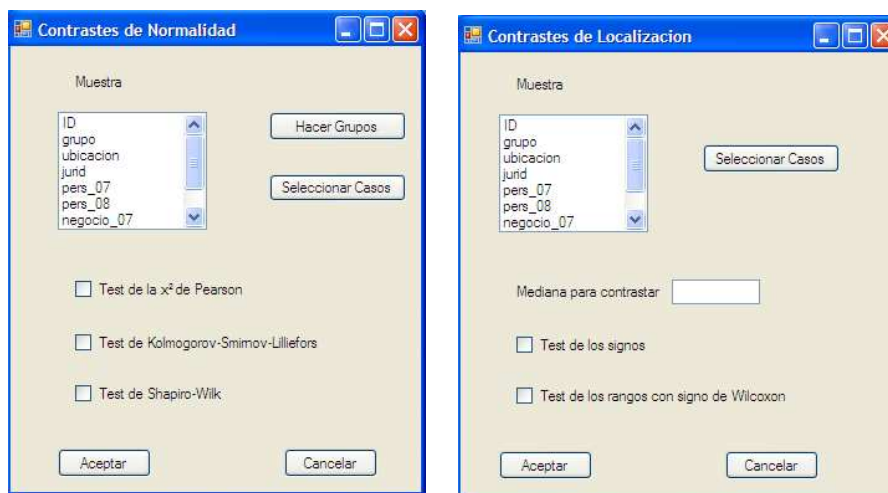 Contrastes de Normalidad
Muestra
ID
grupo
ubicacion
jurid
pers_07
pers_08
negocio_07
Hacer Grupos
Seleccionar Casos
Test de la x² de Pearson
Test de Kolmogorov-Smirnov-Lilliefors
Test de Shapiro-Wilk
Aceptar
Cancelar
Contrastes de Localizacion
Muestra
ID
grupo
ubicacion
jurid
pers_07
pers_08
negocio_07
Seleccionar Casos
Mediana para contrastar
Test de los signos
Test de los rangos con signo de Wilcoxon
Aceptar
Cancelar